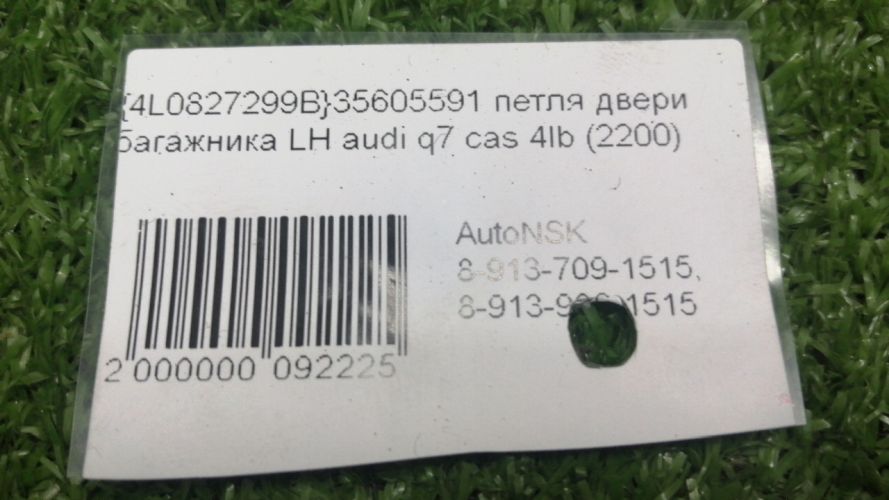 {4L0827299B}35605591 петля двери
багажника LH audi q7 cas 4lb (2200)
AutoNSK
8-913-709-1515,
2 000000 092225